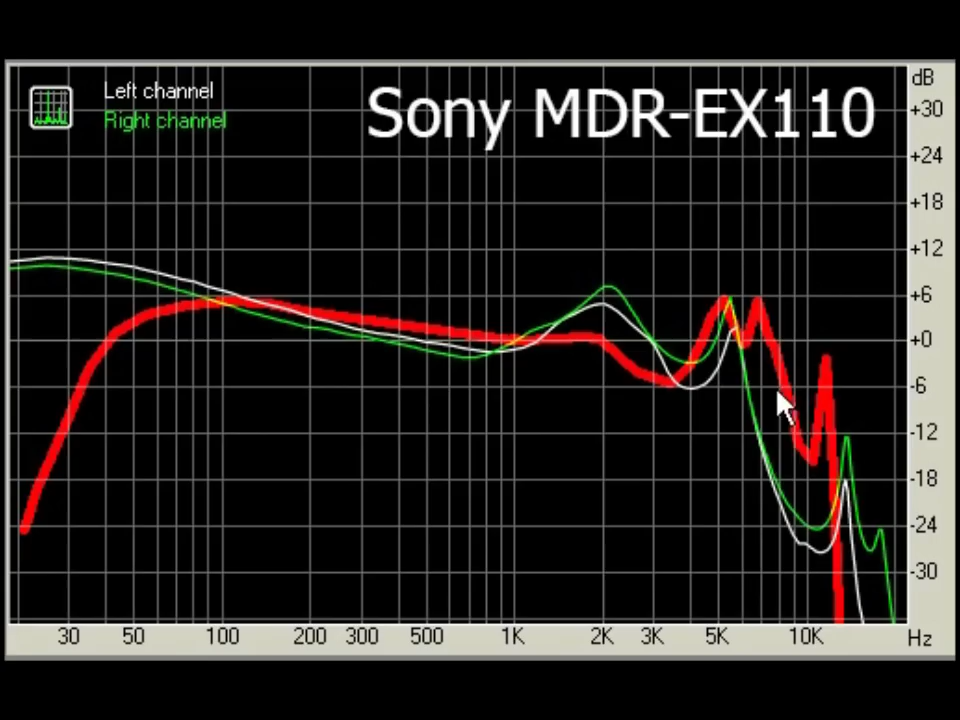 Left channel
Right channel
Sony MDR-EX110
dB
+30
+24
+18
+12
+6
+0
-6
-12
-18
-24
-30
30 50 100 200 300 500 1K 2K 3K 5K 10K Hz